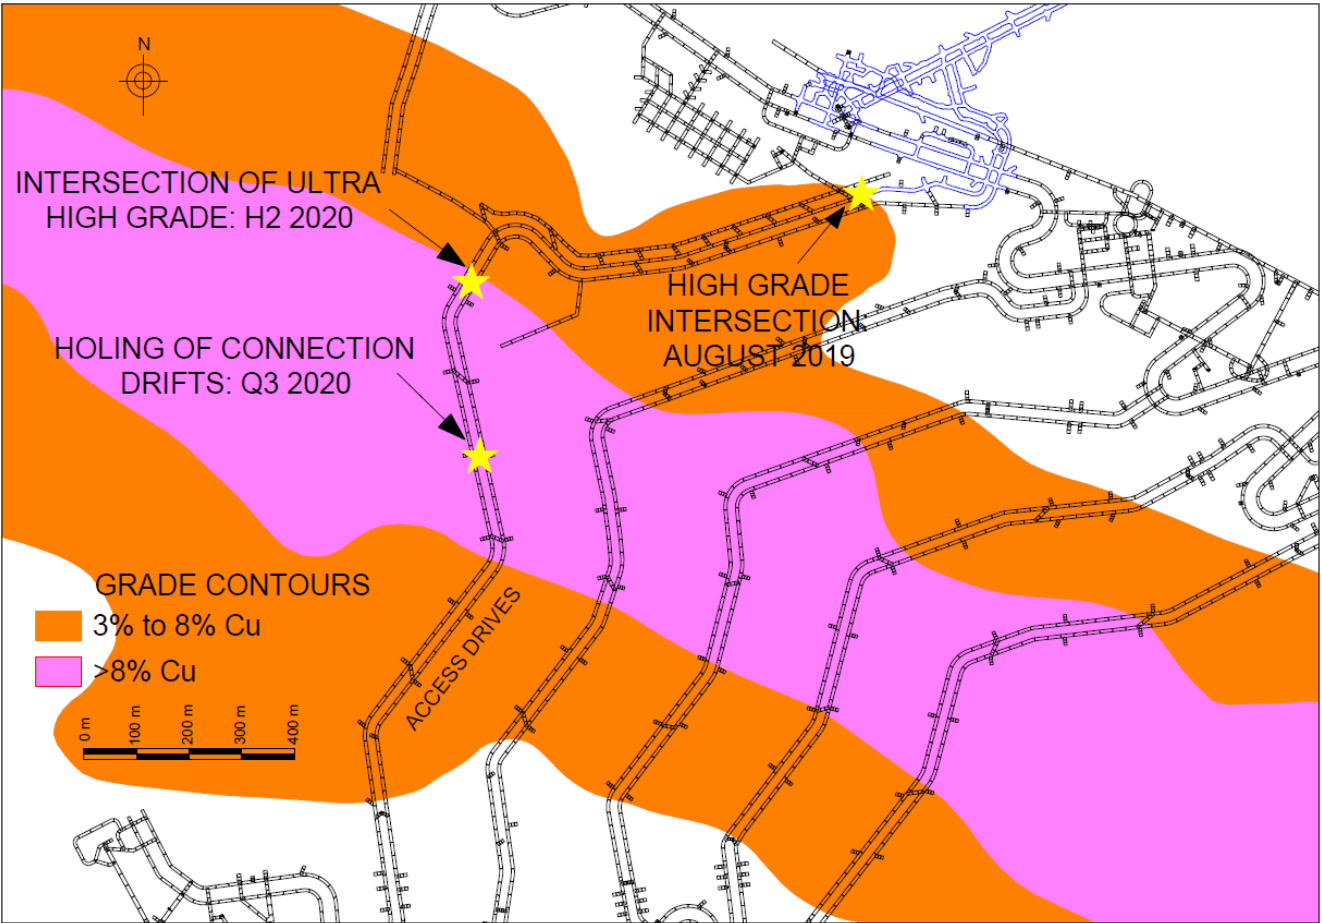 N
INTERSECTION OF ULTRA
HIGH GRADE: H2 2020
HOLING OF CONNECTION
DRIFTS: Q3 2020
HIGH GRADE
INTERSECTION:
AUGUST 2019
ACCESS DRIVES
GRADE CONTOURS
3% to 8% Cu
>8% Cu
0 m
100 m
200 m
300 m
400 m